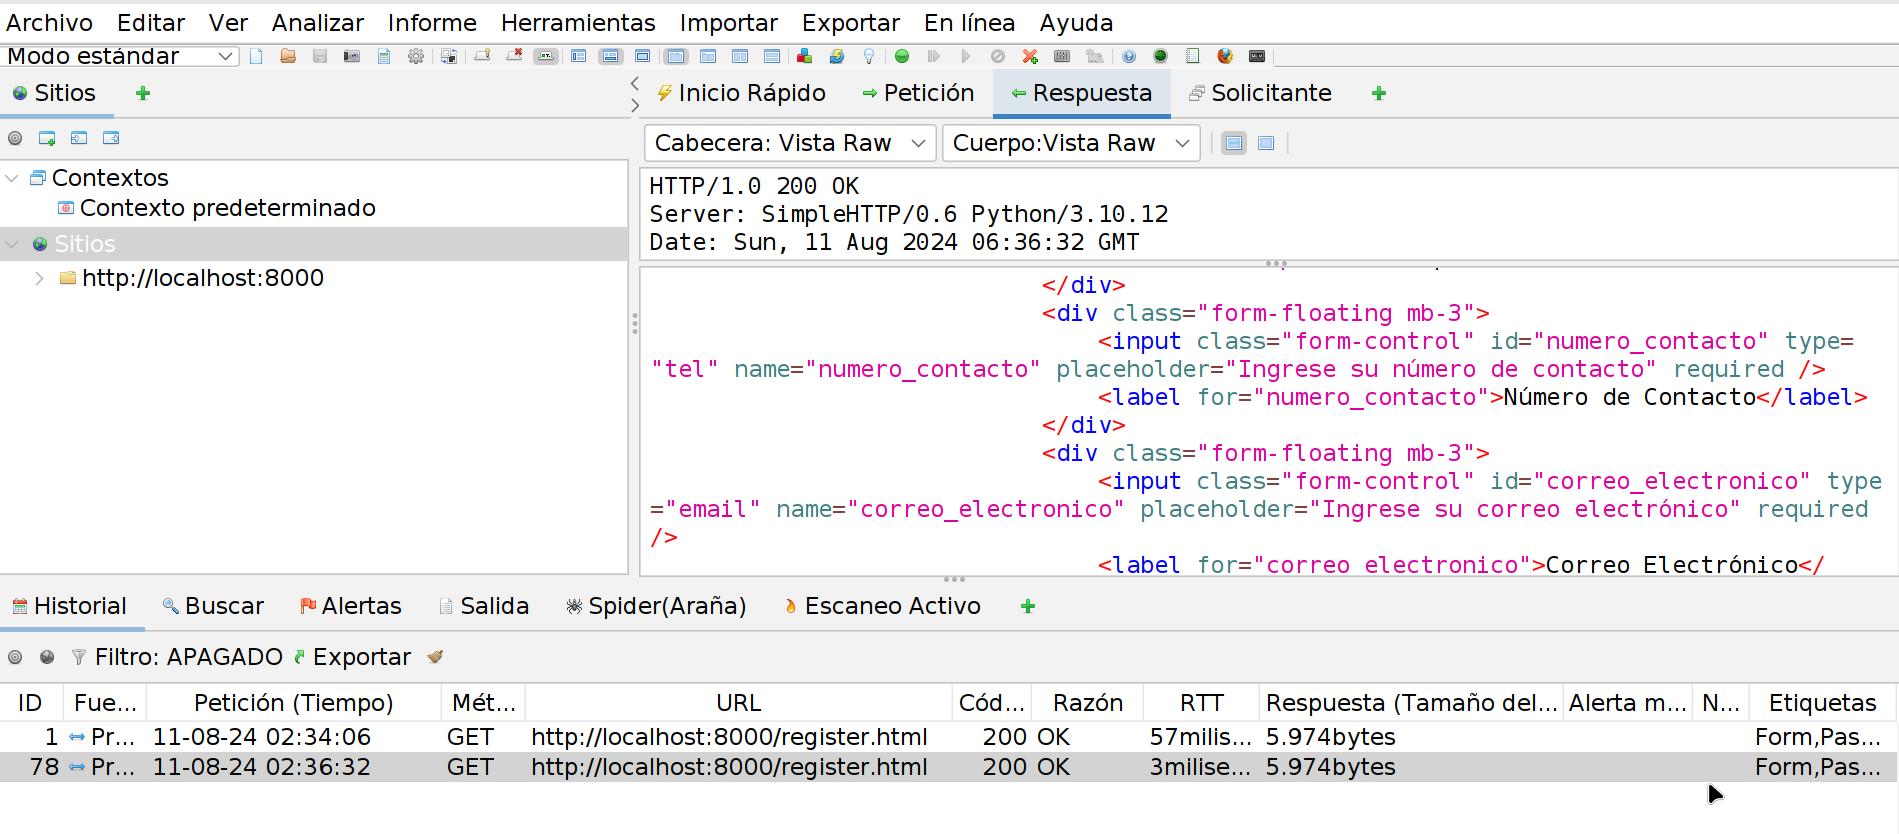 Archivo Editar Ver Analizar Informe Herramientas Importar Exportar En línea Ayuda
Modo estándar
Sitios
Inicio Rápido Petición Respuesta Solicitante
Cabecera: Vista Raw Cuerpo:Vista Raw
Contextos
Contexto predeterminado
Sitios
http://localhost:8000
HTTP/1.0 200 OK
Server: SimpleHTTP/0.6 Python/3.10.12
Date: Sun, 11 Aug 2024 06:36:32 GMT
</div>
<div class="form-floating mb-3">
<input class="form-control" id="numero_contacto" type=
"tel" name="numero_contacto" placeholder="Ingrese su número de contacto" required />
<label for="numero_contacto">Número de Contacto</label>
</div>
<div class="form-floating mb-3">
<input class="form-control" id="correo_electronico" type
="email" name="correo_electronico" placeholder="Ingrese su correo electrónico" required
/>
<label for="correo electronico">Correo Electrónico</
Historial Buscar Alertas Salida Spider(Araña) Escaneo Activo
Filtro: APAGADO Exportar
ID Fue... Petición (Tiempo) Mét... URL Cód... Razón RTT Respuesta (Tamaño del... Alerta m... N... Etiquetas
1 Pr... 11-08-24 02:34:06 GET http://localhost:8000/register.html 200 OK 57milis... 5.974bytes Form,Pas...
78 Pr... 11-08-24 02:36:32 GET http://localhost:8000/register.html 200 OK 3milise... 5.974bytes Form,Pas...